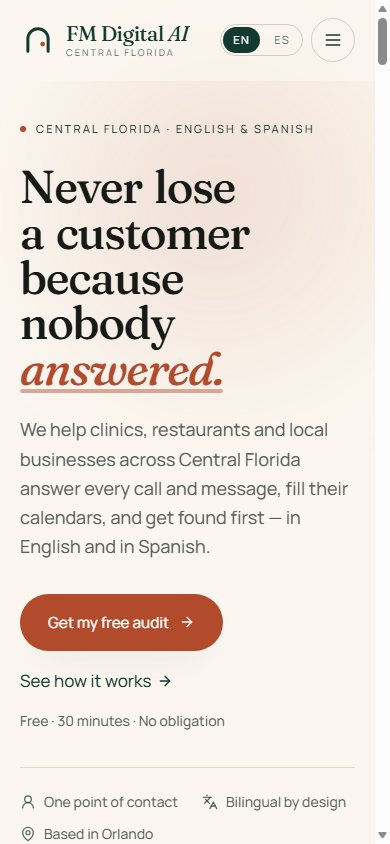 FM Digital AI
CENTRAL FLORIDA
EN
ES
CENTRAL FLORIDA · ENGLISH & SPANISH
Never lose
a customer
because
nobody
answered.
We help clinics, restaurants and local
businesses across Central Florida
answer every call and message, fill their
calendars, and get found first — in
English and in Spanish.
Get my free audit →
See how it works →
Free · 30 minutes · No obligation
One point of contact
Bilingual by design
Based in Orlando